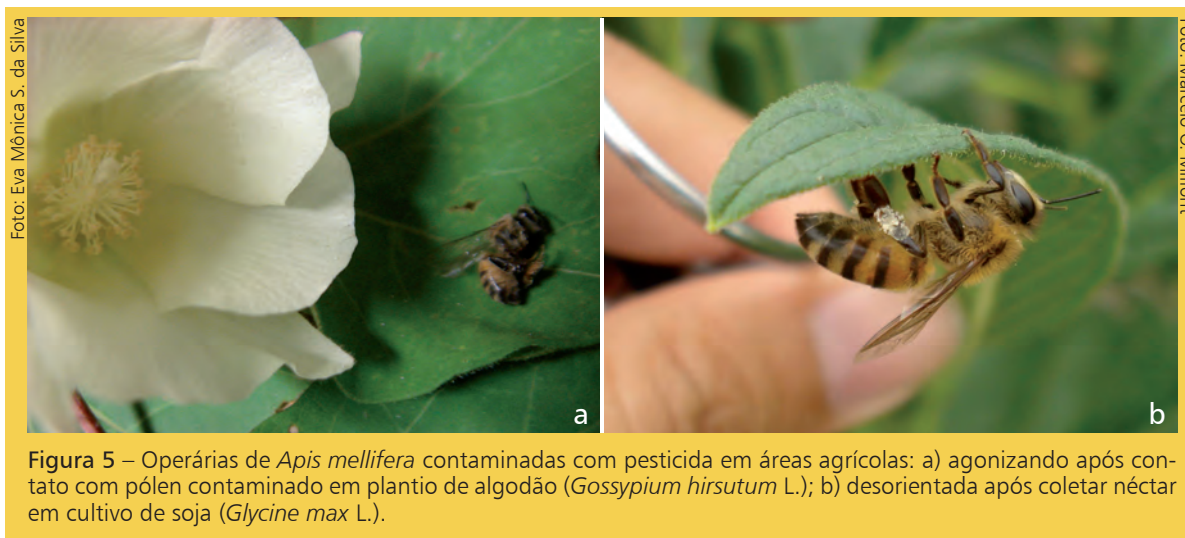 Foto: Eva Mônica S. da Silva
a
b
Figura 5 – Operárias de Apis mellifera contaminadas com pesticida em áreas agrícolas: a) agonizando após con-
tato com pólen contaminado em plantio de algodão (Gossypium hirsutum L.); b) desorientada após coletar néctar
em cultivo de soja (Glycine max L.).